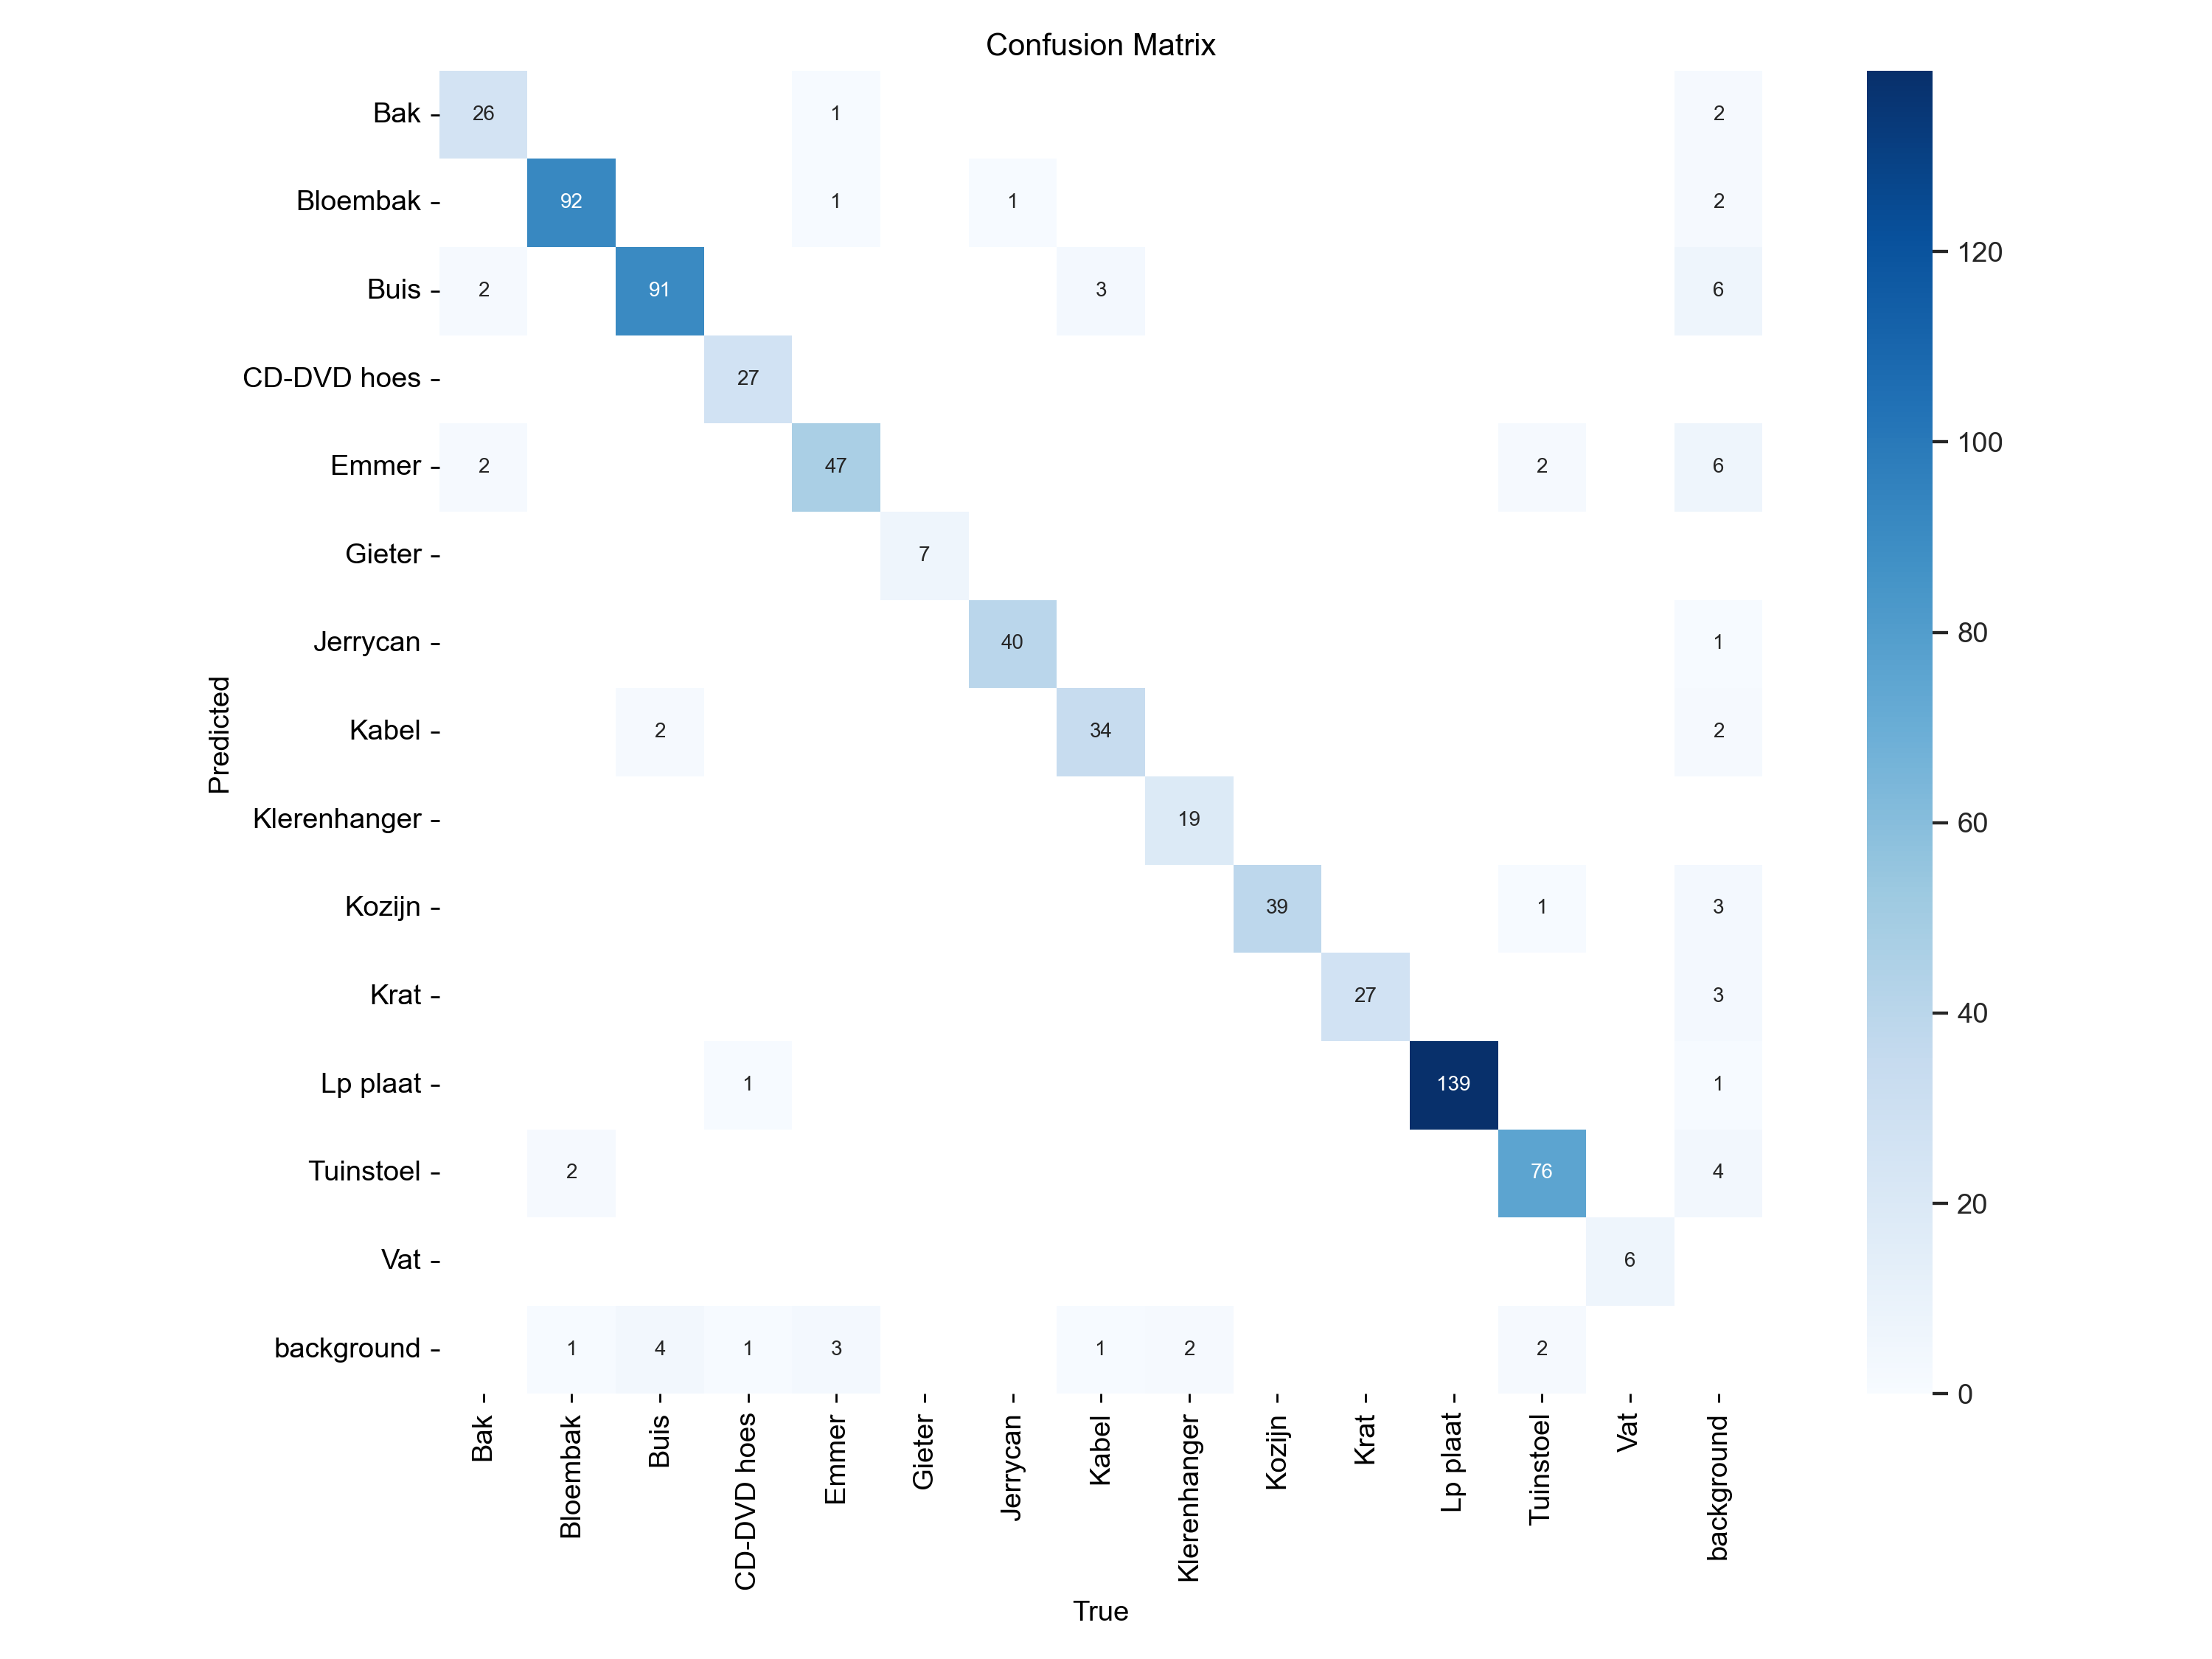 Confusion Matrix
Bak 26 1 2
Bloembak 92 1 1 2
Buis 2 91 3 6
CD-DVD hoes 27
Emmer 2 47 2 6
Gieter 7
Jerrycan 40 1
Kabel 2 34 2
Klerenhanger 19
Kozijn 39 1 3
Krat 27 3
Lp plaat 1 139 1
Tuinstoel 2 76 4
Vat 6
background 1 4 1 3 1 2 2
Predicted
Bak Bloembak Buis CD-DVD hoes Emmer Gieter Jerrycan Kabel Klerenhanger Kozijn Krat Lp plaat Tuinstoel Vat background
True
120
100
80
60
40
20
0